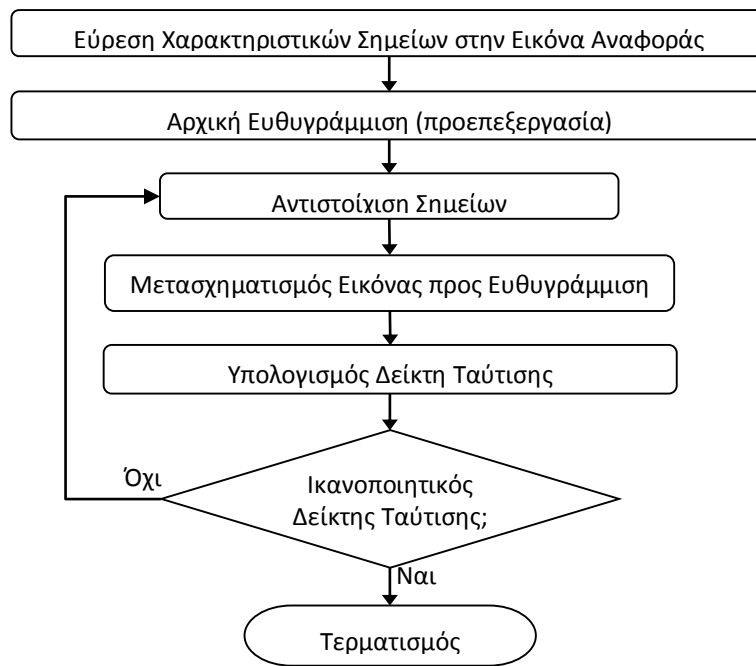 Εύρεση Χαρακτηριστικών Σημείων στην Εικόνα Αναφοράς
Αρχική Ευθυγράμμιση (προεπεξεργασία)
Αντιστοίχιση Σημείων
Μετασχηματισμός Εικόνας προς Ευθυγράμμιση
Υπολογισμός Δείκτη Ταύτισης
Όχι
Ικανοποιητικός
Δείκτης Ταύτισης;
Ναι
Τερματισμός